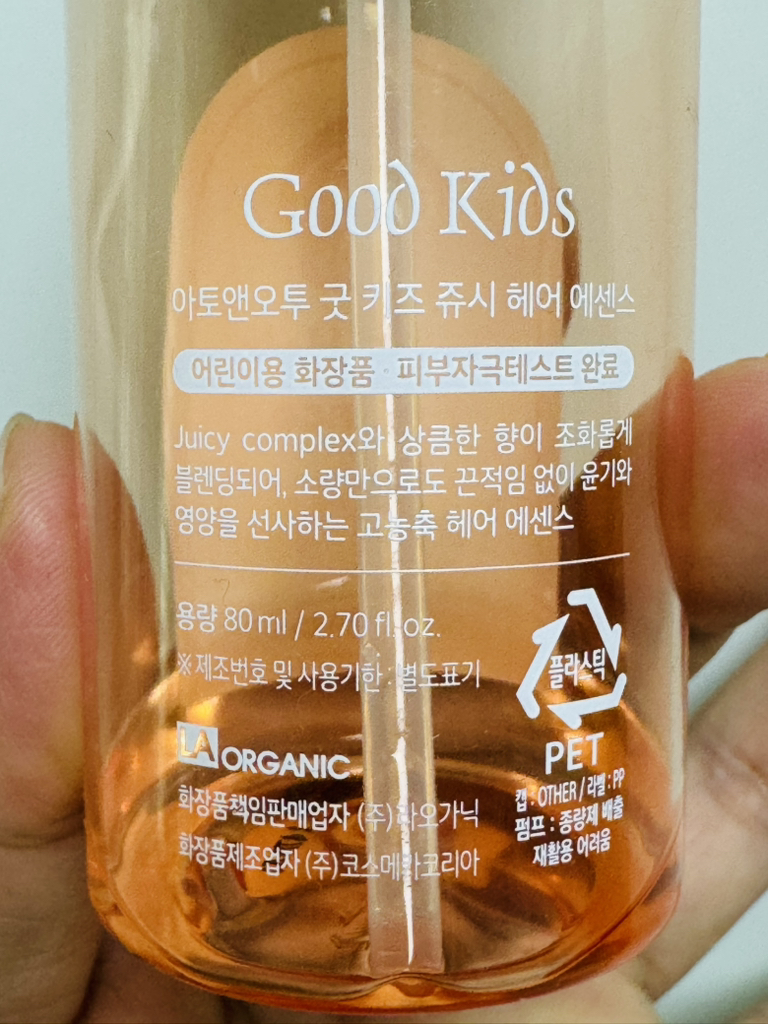 Good Kids
아토앤오투 굿 키즈 쥬시 헤어 에센스
어린이용 화장품 · 피부자극테스트 완료
Juicy complex와 상큼한 향이 조화롭게
블렌딩되어, 소량만으로도 끈적임 없이 윤기와
영양을 선사하는 고농축 헤어 에센스
용량 80 ml / 2.70 fl. oz.
※ 제조번호 및 사용기한 : 별도표기
LA ORGANIC
화장품책임판매업자 (주)라오가닉
화장품제조업자 (주)코스메카코리아
플라스틱
PET
캡 : OTHER / 라벨 : PP
펌프 : 종량제 배출
재활용 어려움